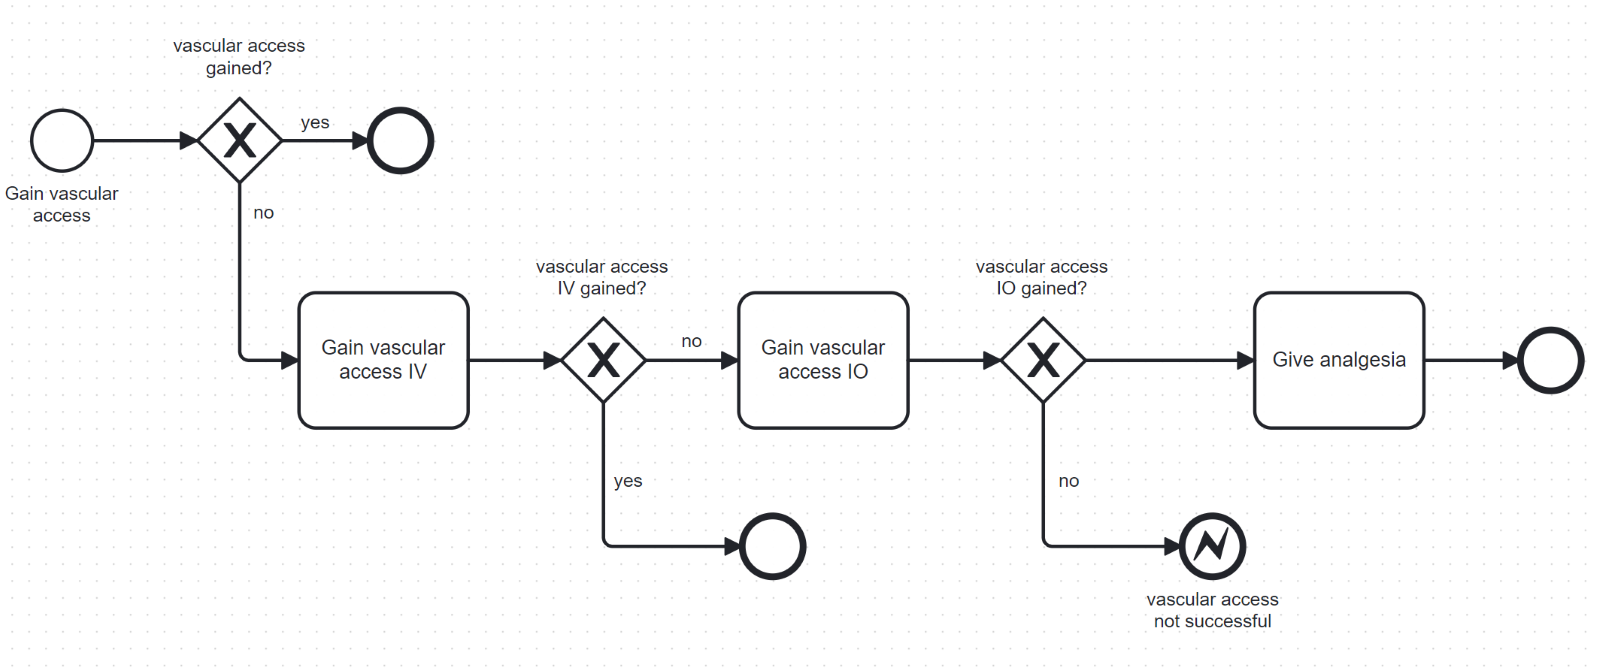 vascular access
gained?
yes
Gain vascular
access
no
vascular access
IV gained?
vascular access
IO gained?
Gain vascular
access IV
no
Gain vascular
access IO
Give analgesia
yes
no
vascular access
not successful